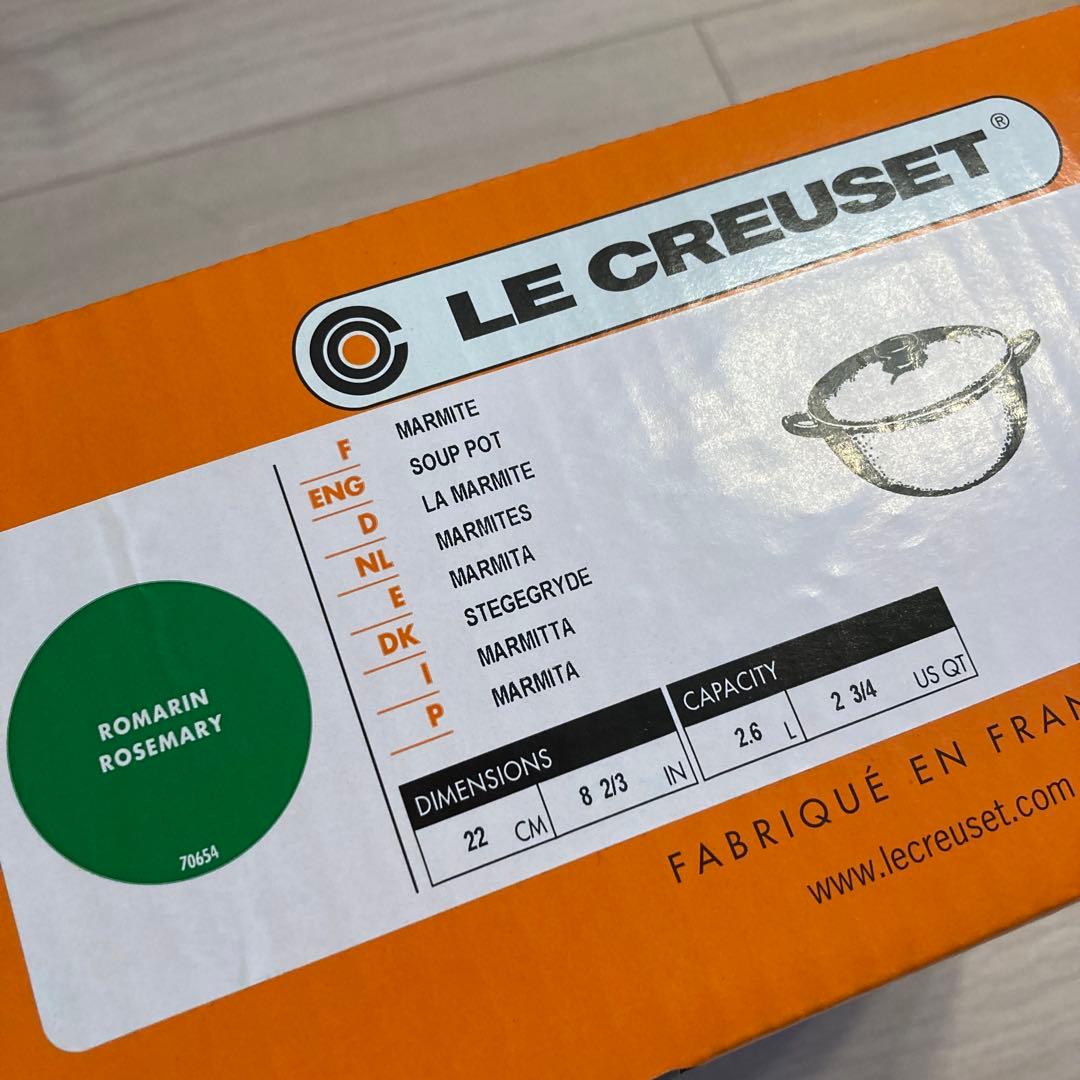 LE CREUSET®
F MARMITE
ENG SOUP POT
D LA MARMITE
NL MARMITES
E MARMITA
DK STEGEGRYDE
I MARMITTA
P MARMITA
ROMARIN
ROSEMARY
70654
DIMENSIONS
22 CM 8 2/3 IN
CAPACITY
2.6 L 2 3/4 US QT
FABRIQUÉ EN FRAN
www.lecreuset.com